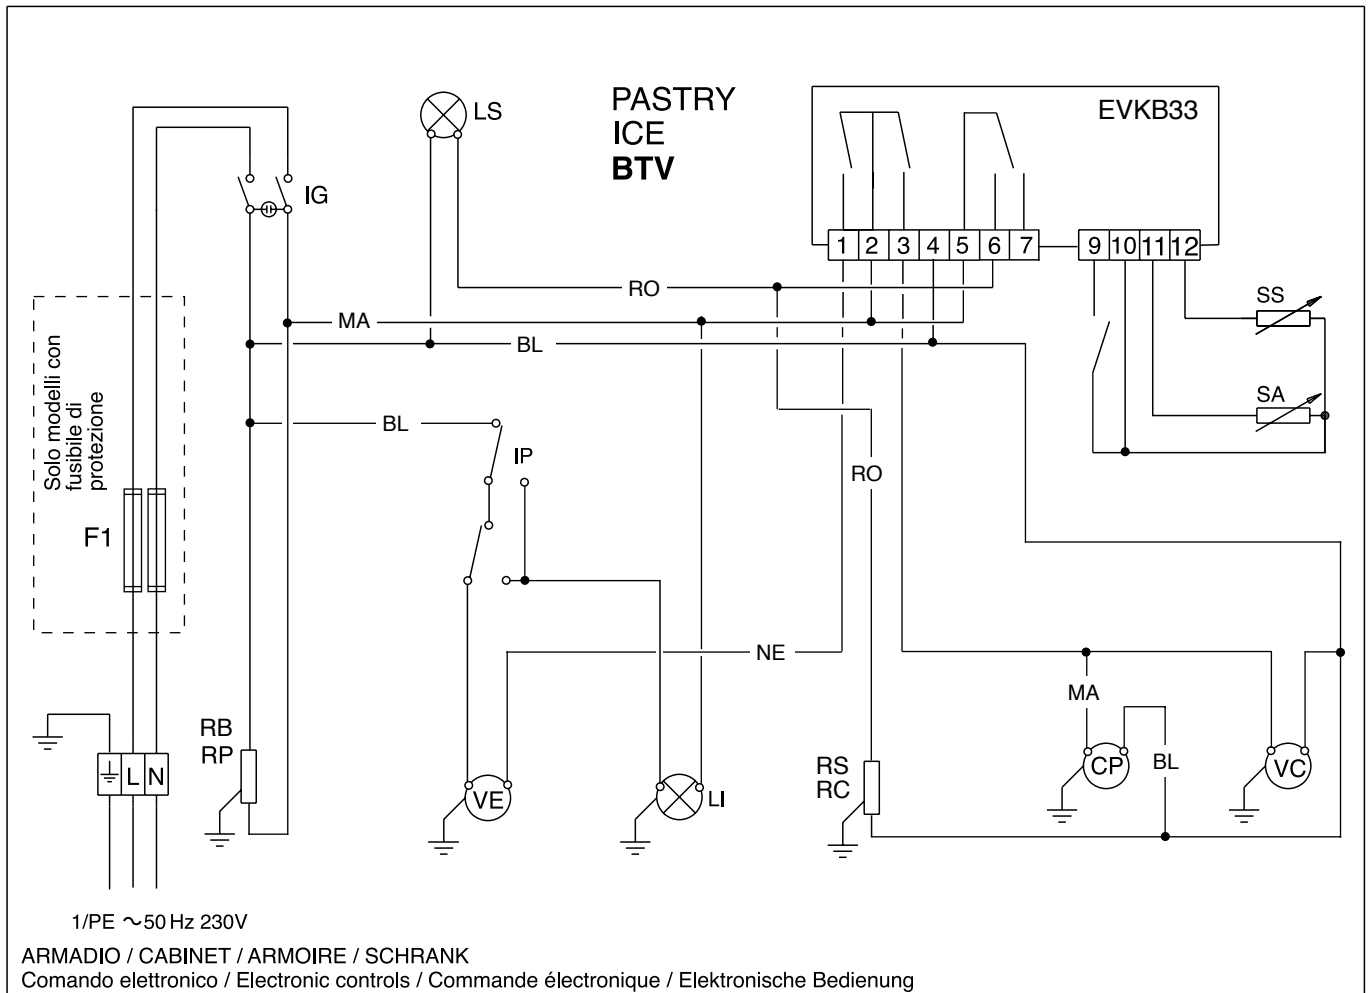 LS
PASTRY
ICE
BTV
EVKB33
IG
1 2 3 4 5 6 7
9 10 11 12
RO
SS
MA
BL
Solo modelli con
fusibile di
protezione
SA
BL
IP
RO
F1
NE
MA
RB
RP
L N
VE
LI
RS
RC
CP
BL
VC
1/PE ~50 Hz 230V
ARMADIO / CABINET / ARMOIRE / SCHRANK
Comando elettronico / Electronic controls / Commande électronique / Elektronische Bedienung